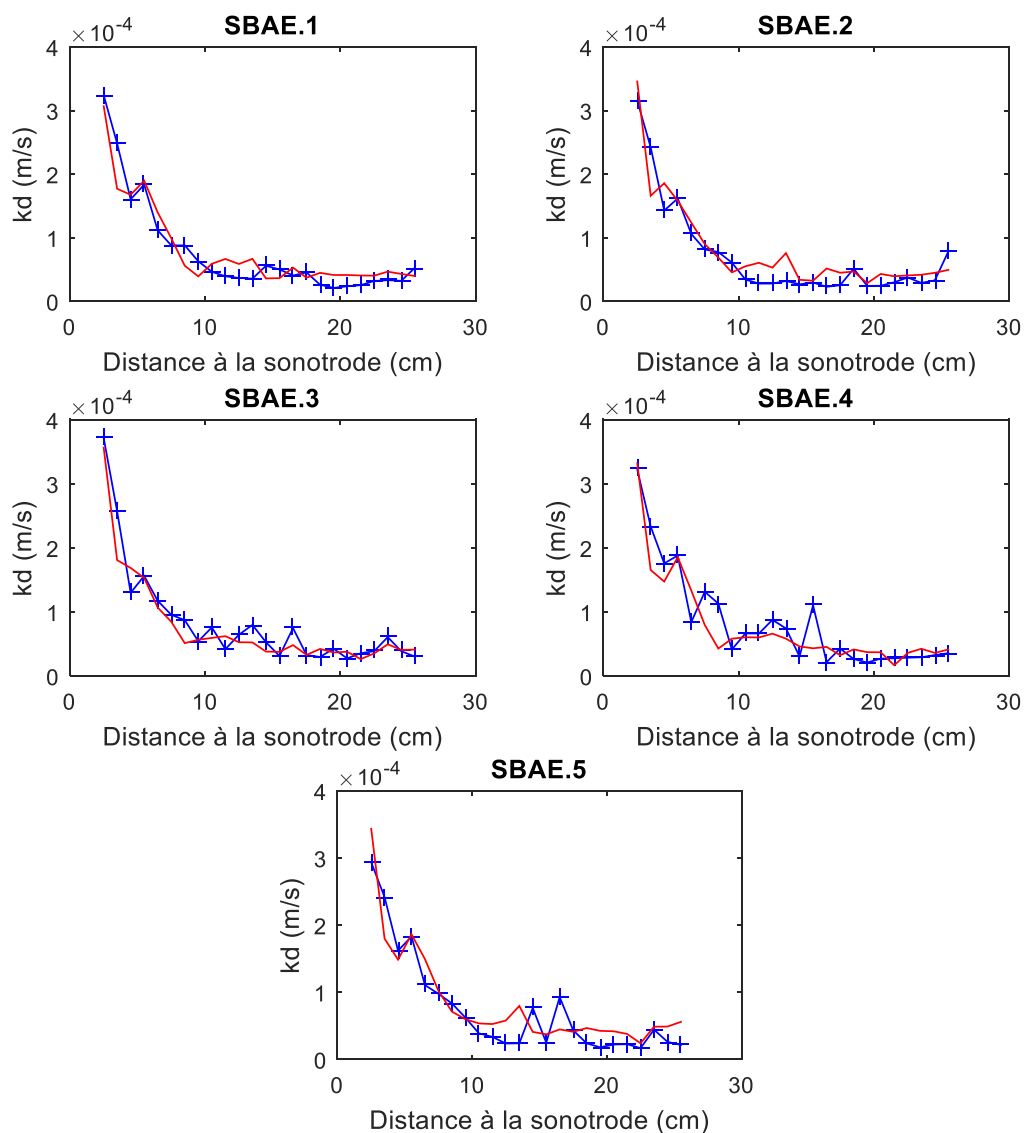 SBAE.1
×10⁻⁴
4
3
2
1
0
kd (m/s)
0 10 20 30
Distance à la sonotrode (cm)
SBAE.2
×10⁻⁴
4
3
2
1
0
kd (m/s)
0 10 20 30
Distance à la sonotrode (cm)
SBAE.3
×10⁻⁴
4
3
2
1
0
kd (m/s)
0 10 20 30
Distance à la sonotrode (cm)
SBAE.4
×10⁻⁴
4
3
2
1
0
kd (m/s)
0 10 20 30
Distance à la sonotrode (cm)
SBAE.5
×10⁻⁴
4
3
2
1
0
kd (m/s)
0 10 20 30
Distance à la sonotrode (cm)